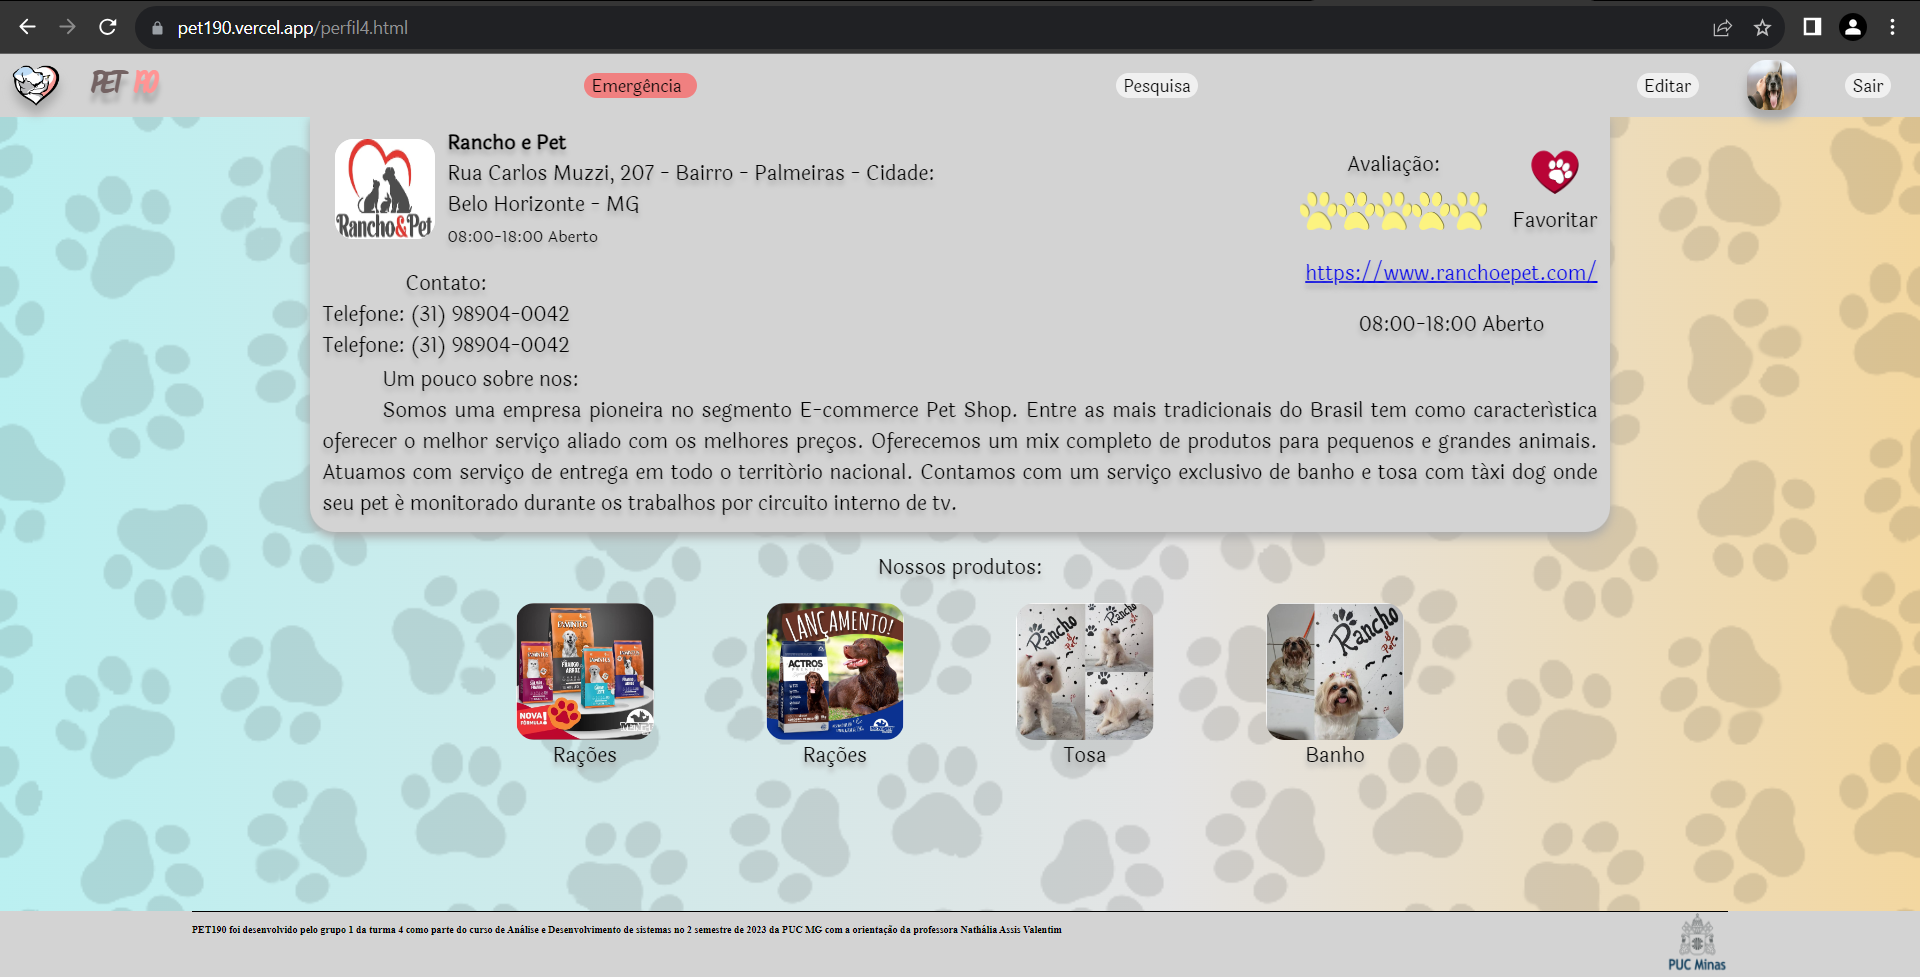 pet190.vercel.app/perfil4.html
PET
Emergência
Pesquisa
Editar
Sair
Rancho&Pet
Rancho e Pet
Rua Carlos Muzzi, 207 - Bairro - Palmeiras - Cidade:
Belo Horizonte - MG
08:00-18:00 Aberto
Avaliação:
Favoritar
https://www.ranchoepet.com/
08:00-18:00 Aberto
Contato:
Telefone: (31) 98904-0042
Telefone: (31) 98904-0042
Um pouco sobre nos:
Somos uma empresa pioneira no segmento E-commerce Pet Shop. Entre as mais tradicionais do Brasil tem como caracterìstica
oferecer o melhor serviço aliado com os melhores preços. Oferecemos um mix completo de produtos para pequenos e grandes animais.
Atuamos com serviço de entrega em todo o territòrio nacional. Contamos com um serviço exclusivo de banho e tosa com tàxi dog onde
seu pet è monitorado durante os trabalhos por circuito interno de tv.
Nossos produtos:
NOVA
FÓRMULA!
Rações
LANÇAMENTO!
ACTROS
Rações
Rancho
Rancho
Tosa
Rancho
Banho
PET190 foi desenvolvido pelo grupo 1 da turma 4 como parte do curso de Análise e Desenvolvimento de sistemas no 2 semestre de 2023 da PUC MG com a orientação da professora Nathália Assis Valentim
PUC Minas